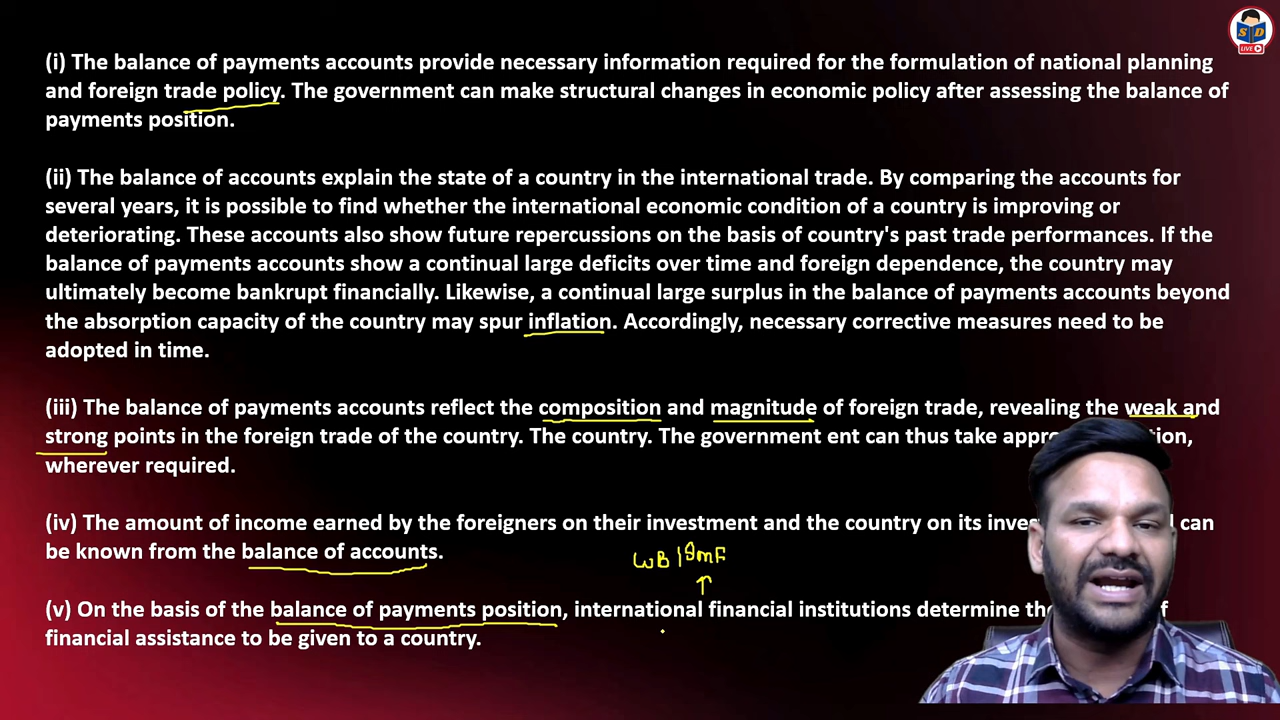 S D
LIVE
(i) The balance of payments accounts provide necessary information required for the formulation of national planning
and foreign trade policy. The government can make structural changes in economic policy after assessing the balance of
payments position.
(ii) The balance of accounts explain the state of a country in the international trade. By comparing the accounts for
several years, it is possible to find whether the international economic condition of a country is improving or
deteriorating. These accounts also show future repercussions on the basis of country's past trade performances. If the
balance of payments accounts show a continual large deficits over time and foreign dependence, the country may
ultimately become bankrupt financially. Likewise, a continual large surplus in the balance of payments accounts beyond
the absorption capacity of the country may spur inflation. Accordingly, necessary corrective measures need to be
adopted in time.
(iii) The balance of payments accounts reflect the composition and magnitude of foreign trade, revealing the weak and
strong points in the foreign trade of the country. The country. The government ent can thus take
wherever required.
(iv) The amount of income earned by the foreigners on their investment and the country on its can
be known from the balance of accounts.
WB IMF
(v) On the basis of the balance of payments position, international financial institutions determine
financial assistance to be given to a country.